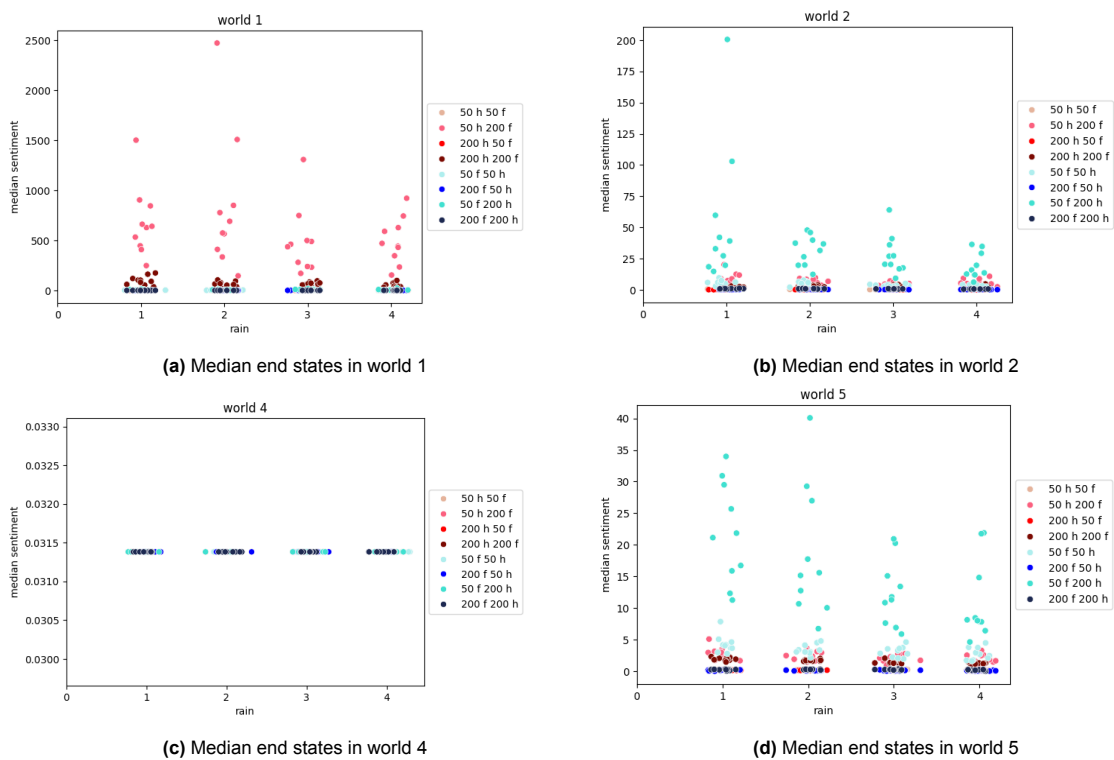 world 1
2500
2000
1500
1000
500
0
median sentiment
0 1 2 3 4
rain
50 h 50 f
50 h 200 f
200 h 50 f
200 h 200 f
50 f 50 h
200 f 50 h
50 f 200 h
200 f 200 h
(a) Median end states in world 1
world 2
200
175
150
125
100
75
50
25
0
median sentiment
0 1 2 3 4
rain
50 h 50 f
50 h 200 f
200 h 50 f
200 h 200 f
50 f 50 h
200 f 50 h
50 f 200 h
200 f 200 h
(b) Median end states in world 2
world 4
0.0330
0.0325
0.0320
0.0315
0.0310
0.0305
0.0300
median sentiment
0 1 2 3 4
rain
50 h 50 f
50 h 200 f
200 h 50 f
200 h 200 f
50 f 50 h
200 f 50 h
50 f 200 h
200 f 200 h
(c) Median end states in world 4
world 5
40
35
30
25
20
15
10
5
0
median sentiment
0 1 2 3 4
rain
50 h 50 f
50 h 200 f
200 h 50 f
200 h 200 f
50 f 50 h
200 f 50 h
50 f 200 h
200 f 200 h
(d) Median end states in world 5